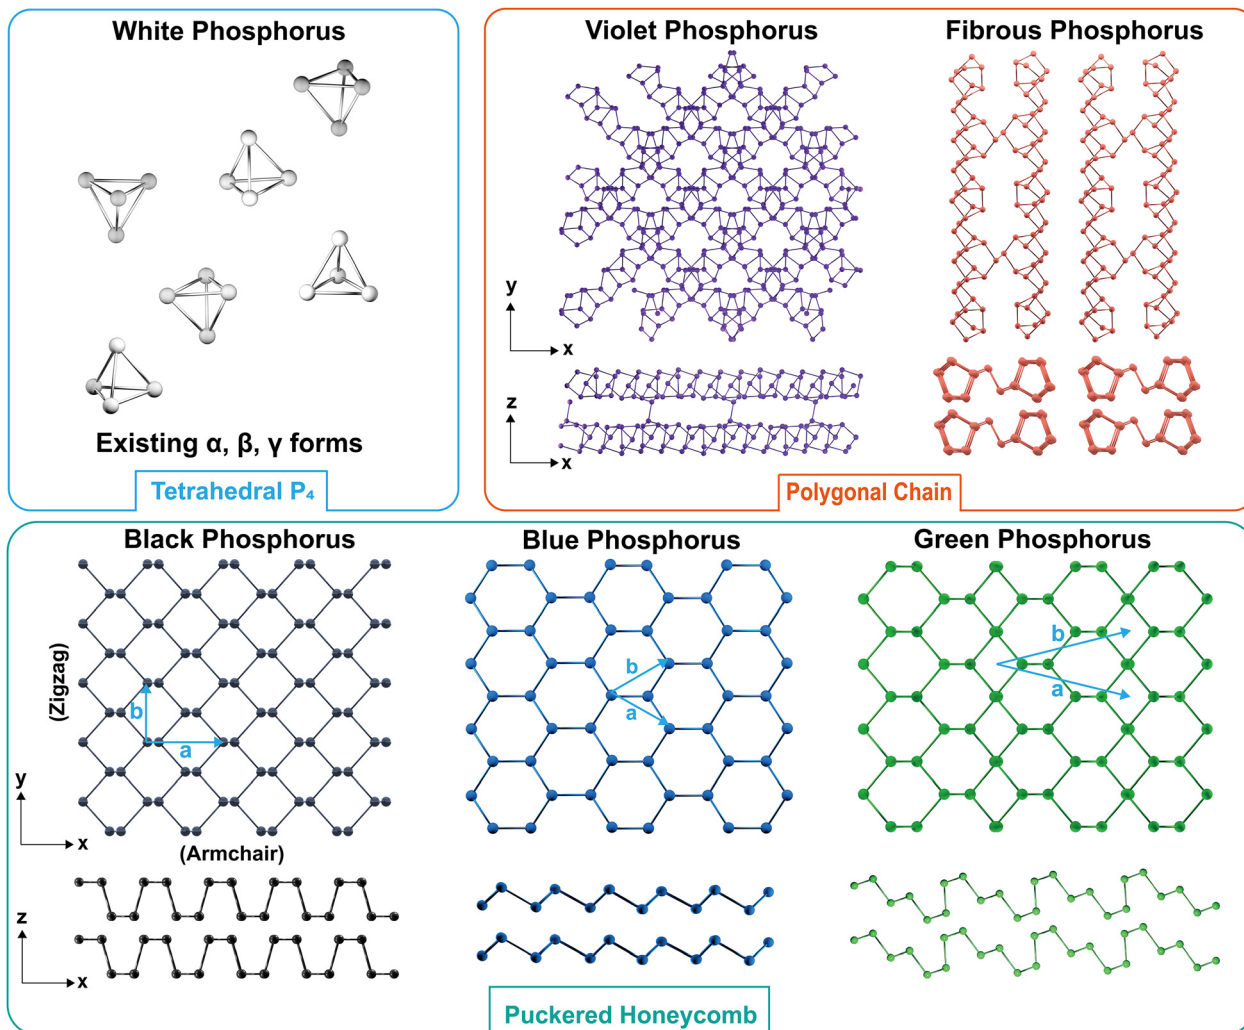 White Phosphorus
Existing α, β, γ forms
Tetrahedral P₄
Violet Phosphorus
Fibrous Phosphorus
y
x
z
x
Polygonal Chain
Black Phosphorus
Blue Phosphorus
Green Phosphorus
(Zigzag)
b
a
b
a
b
a
y
x
(Armchair)
z
x
Puckered Honeycomb